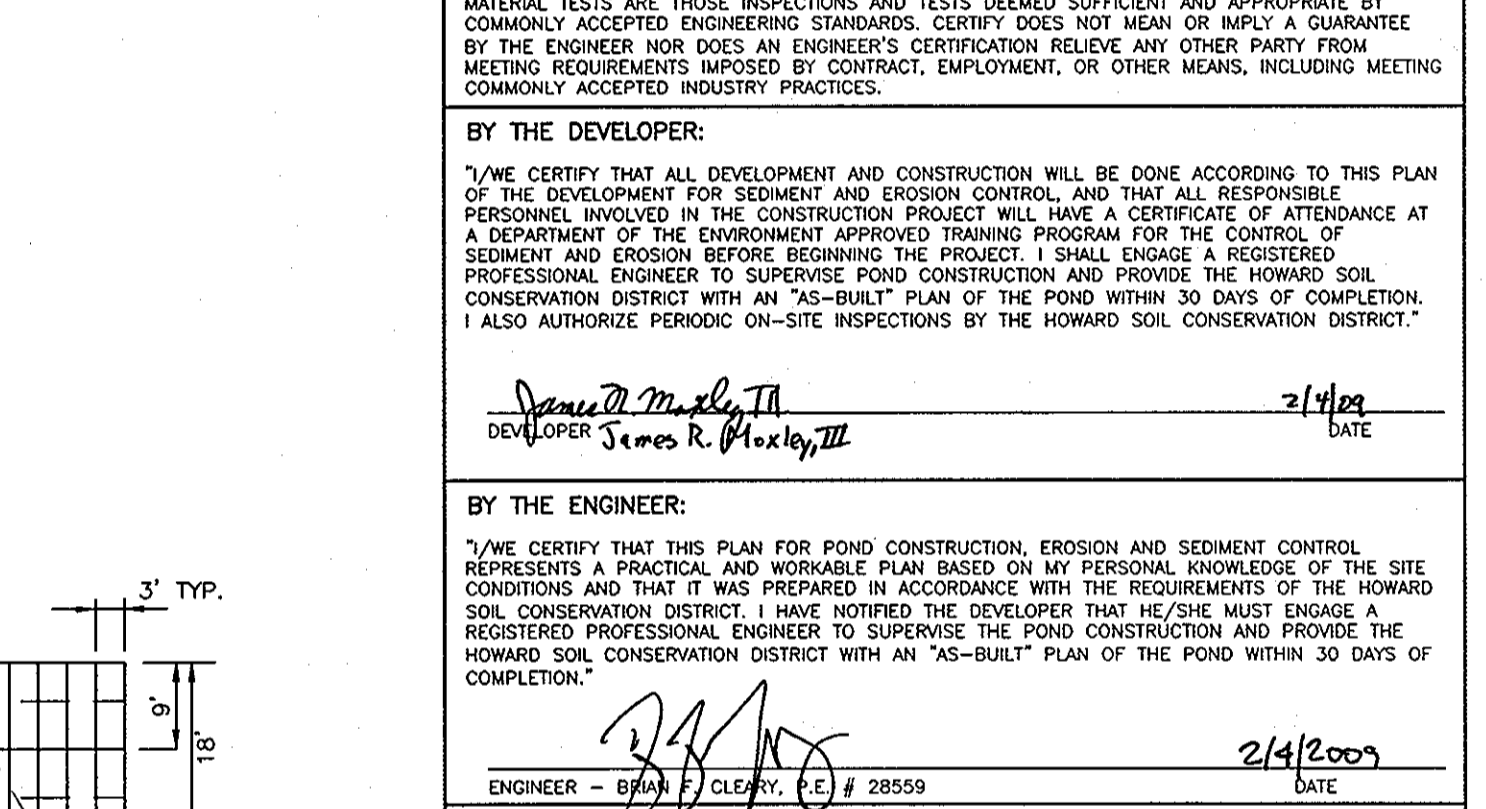 MATERIAL TESTS ARE THOSE INSPECTIONS AND TESTS DEEMED SUFFICIENT AND APPROPRIATE BY
COMMONLY ACCEPTED ENGINEERING STANDARDS. CERTIFY DOES NOT MEAN OR IMPLY A GUARANTEE
BY THE ENGINEER NOR DOES AN ENGINEER'S CERTIFICATION RELIEVE ANY OTHER PARTY FROM
MEETING REQUIREMENTS IMPOSED BY CONTRACT, EMPLOYMENT, OR OTHER MEANS, INCLUDING MEETING
COMMONLY ACCEPTED INDUSTRY PRACTICES.
BY THE DEVELOPER:
"I/WE CERTIFY THAT ALL DEVELOPMENT AND CONSTRUCTION WILL BE DONE ACCORDING TO THIS PLAN
OF THE DEVELOPMENT FOR SEDIMENT AND EROSION CONTROL, AND THAT ALL RESPONSIBLE
PERSONNEL INVOLVED IN THE CONSTRUCTION PROJECT WILL HAVE A CERTIFICATE OF ATTENDANCE AT
A DEPARTMENT OF THE ENVIRONMENT APPROVED TRAINING PROGRAM FOR THE CONTROL OF
SEDIMENT AND EROSION BEFORE BEGINNING THE PROJECT. I SHALL ENGAGE A REGISTERED
PROFESSIONAL ENGINEER TO SUPERVISE POND CONSTRUCTION AND PROVIDE THE HOWARD SOIL
CONSERVATION DISTRICT WITH AN "AS-BUILT" PLAN OF THE POND WITHIN 30 DAYS OF COMPLETION.
I ALSO AUTHORIZE PERIODIC ON-SITE INSPECTIONS BY THE HOWARD SOIL CONSERVATION DISTRICT."
James R. Moxley III 2/4/09
DEVELOPER James R. Moxley, III DATE
BY THE ENGINEER:
"I/WE CERTIFY THAT THIS PLAN FOR POND CONSTRUCTION, EROSION AND SEDIMENT CONTROL
REPRESENTS A PRACTICAL AND WORKABLE PLAN BASED ON MY PERSONAL KNOWLEDGE OF THE SITE
CONDITIONS AND THAT IT WAS PREPARED IN ACCORDANCE WITH THE REQUIREMENTS OF THE HOWARD
SOIL CONSERVATION DISTRICT. I HAVE NOTIFIED THE DEVELOPER THAT HE/SHE MUST ENGAGE A
REGISTERED PROFESSIONAL ENGINEER TO SUPERVISE THE POND CONSTRUCTION AND PROVIDE THE
HOWARD SOIL CONSERVATION DISTRICT WITH AN "AS-BUILT" PLAN OF THE POND WITHIN 30 DAYS OF
COMPLETION."
2/4/2009
ENGINEER - BRIAN F. CLEARY, P.E. # 28559 DATE
3' TYP.
9'
18'